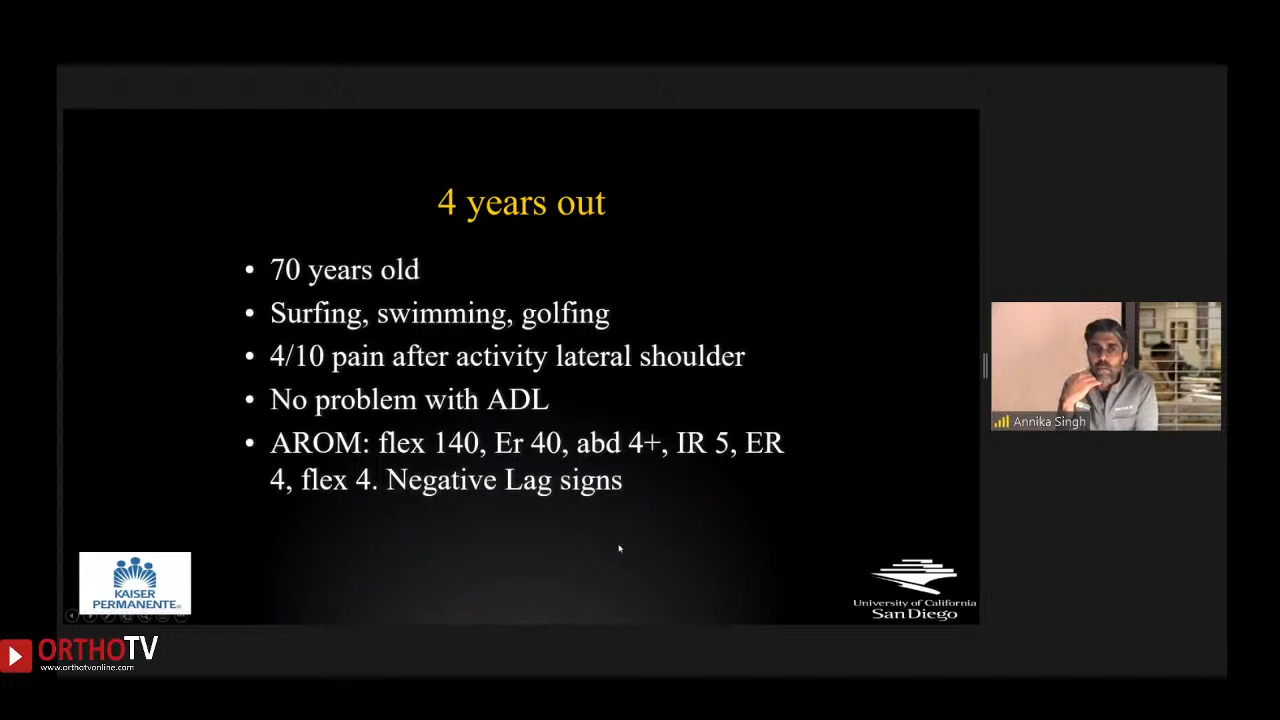 4 years out
• 70 years old
• Surfing, swimming, golfing
• 4/10 pain after activity lateral shoulder
• No problem with ADL
• AROM: flex 140, Er 40, abd 4+, IR 5, ER
4, flex 4. Negative Lag signs
Annika Singh
KAISER
PERMANENTE®
University of California
San Diego
ORTHOTV
www.orthotvonline.com